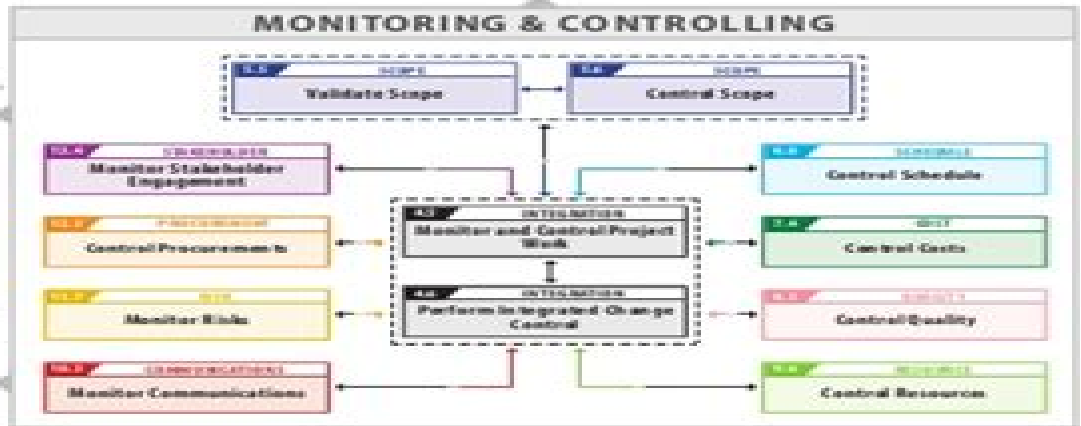 MONITORING & CONTROLLING
SCOPE
Validate Scope
SCOPE
Control Scope
STAKEHOLDER
Monitor Stakeholder
Engagement
SCHEDULE
Control Schedule
INTEGRATION
Monitor and Control Project
Work
PROCUREMENT
Control Procurements
COST
Control Costs
RISK
Monitor Risks
INTEGRATION
Perform Integrated Change
Control
QUALITY
Control Quality
COMMUNICATIONS
Monitor Communications
RESOURCE
Control Resources